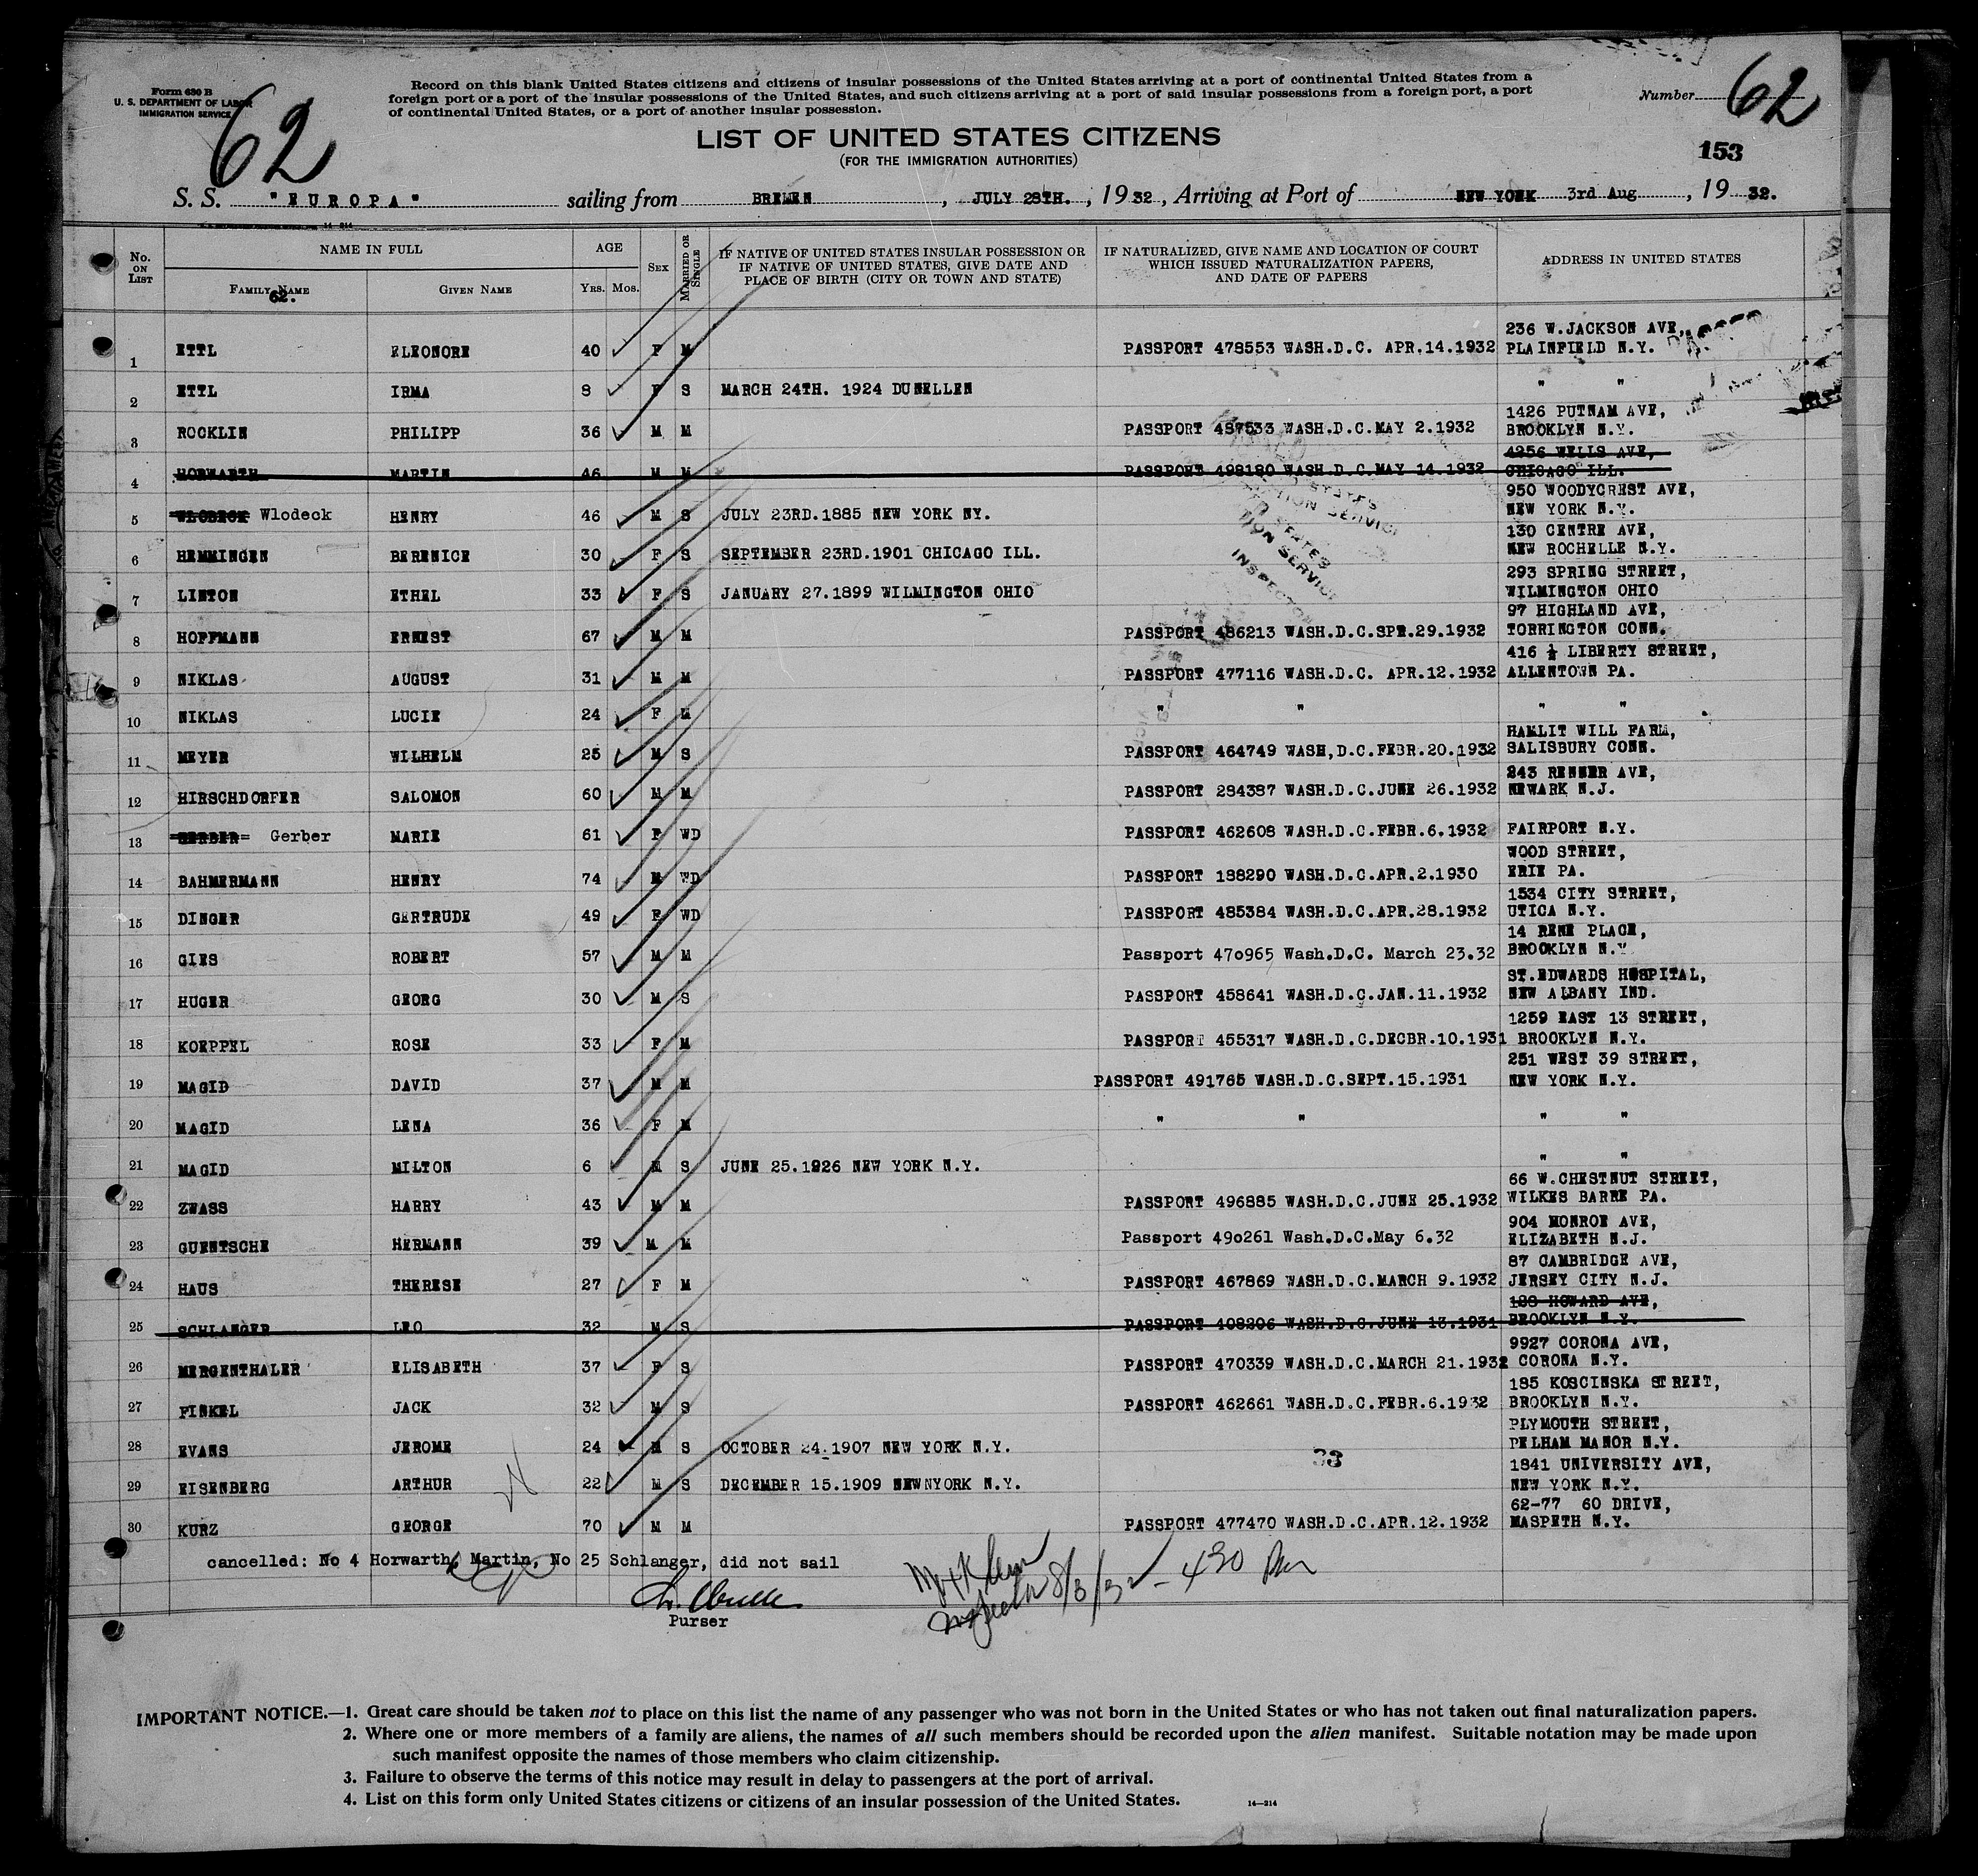 Form 630 B
U. S. DEPARTMENT OF LABOR
IMMIGRATION SERVICE
62
Record on this blank United States citizens and citizens of insular possessions of the United States arriving at a port of continental United States from a
foreign port or a port of the insular possessions of the United States, and such citizens arriving at a port of said insular possessions from a foreign port, a port
of continental United States, or a port of another insular possession.
Number 62
LIST OF UNITED STATES CITIZENS
(FOR THE IMMIGRATION AUTHORITIES)
153
S. S. "EUROPA" sailing from BREMEN, JULY 28TH., 1932, Arriving at Port of NEW YORK 3rd Aug, 1932.
No. ON LIST NAME IN FULL AGE SEX MARRIED OR SINGLE IF NATIVE OF UNITED STATES INSULAR POSSESSION OR IF NATIVE OF UNITED STATES, GIVE DATE AND PLACE OF BIRTH (CITY OR TOWN AND STATE) IF NATURALIZED, GIVE NAME AND LOCATION OF COURT WHICH ISSUED NATURALIZATION PAPERS, AND DATE OF PAPERS ADDRESS IN UNITED STATES
FAMILY NAME GIVEN NAME YRS. MOS.
62.
1 ETTL ELEONORE 40 F M PASSPORT 478553 WASH.D.C. APR.14.1932 236 W.JACKSON AVE, PLAINFIELD N.Y.
2 ETTL IRMA 8 F S MARCH 24TH. 1924 DUNELLEN " "
3 ROCKLIN PHILIPP 36 M M PASSPORT 487533 WASH.D.C.MAY 2.1932 1426 PUTNAM AVE, BROOKLYN N.Y.
4 HORWARTH MARTIN 46 M M PASSPORT 498180 WASH.D.C.MAY 14.1932 4256 WELLS AVE, CHICAGO ILL.
5 WLOBECK Wlodeck HENRY 46 M S JULY 23RD.1885 NEW YORK NY. 950 WOODYCREST AVE, NEW YORK N.Y.
6 HEMMINGEN BERENICE 30 F S SEPTEMBER 23RD.1901 CHICAGO ILL. 130 CENTRE AVE, NEW ROCHELLE N.Y.
7 LINTON ETHEL 33 F S JANUARY 27.1899 WILMINGTON OHIO 293 SPRING STREET, WILMINGTON OHIO
8 HOFFMANN ERNEST 67 M M PASSPORT 486213 WASH.D.C.SPR.29.1932 97 HIGHLAND AVE, TORRINGTON CONN.
9 NIKLAS AUGUST 31 M M PASSPORT 477116 WASH.D.C. APR.12.1932 416 ½ LIBERTY STREET, ALLENTOWN PA.
10 NIKLAS LUCIE 24 F M " " " "
11 MEYER WILHELM 25 M S PASSPORT 464749 WASH,D.C.FEBR.20.1932 HAMLIT WILL FARM, SALISBURY CONN.
12 HIRSCHDORFER SALOMON 60 M M PASSPORT 284387 WASH.D.C.JUNE 26.1932 243 RENNER AVE, NEWARK N.J.
13 Gerber MARIE 61 F WD PASSPORT 462608 WASH.D.C.FEBR.6.1932 FAIRPORT N.Y.
14 BAHMERMANN HENRY 74 M WD PASSPORT 188290 WASH.D.C.APR.2.1930 WOOD STREET, ERIE PA.
15 DINGER GERTRUDE 49 F WD PASSPORT 485384 WASH.D.C.APR.28.1932 1534 CITY STREET, UTICA N.Y.
16 GIES ROBERT 57 M M Passport 470965 Wash.D.C. March 23.32 14 RENE PLACE, BROOKLYN N.Y
17 HUGER GEORG 30 M S PASSPORT 458641 WASH.D.C.JAN.11.1932 ST.EDWARDS HOSPITAL, NEW ALBANY IND.
18 KOEPPEL ROSE 33 F M PASSPORT 455317 WASH.D.C.DECBR.10.1931 1259 EAST 13 STREET, BROOKLYN N.Y.
19 MAGID DAVID 37 M M PASSPORT 491765 WASH.D.C.SEPT.15.1931 251 WEST 39 STREET, NEW YORK N.Y.
20 MAGID LENA 36 F M " " " "
21 MAGID MILTON 6 M S JUNE 25.1926 NEW YORK N.Y. " "
22 ZWASS HARRY 43 M M PASSPORT 496885 WASH.D.C.JUNE 25.1932 66 W.CHESTNUT STREET, WILKES BARRE PA.
23 GUENTSCHE HERMANN 39 M M Passport 490261 Wash.D.C.May 6.32 904 MONROE AVE, ELIZABETH N.J.
24 HAUS THERESE 27 F M PASSPORT 467869 WASH.D.C.MARCH 9.1932 87 CAMBRIDGE AVE, JERSEY CITY N.J.
25 SCHLANGER LEO 32 M S PASSPORT 408206 WASH.D.C.JUNE 13.1931 188 HOWARD AVE, BROOKLYN N.Y.
26 MERGENTHALER ELISABETH 37 F S PASSPORT 470339 WASH.D.C.MARCH 21.1932 9927 CORONA AVE, CORONA N.Y.
27 FINKEL JACK 32 M S PASSPORT 462661 WASH.D.C.FEBR.6.1932 185 KOSCINSKA STREET, BROOKLYN N.Y.
28 EVANS JEROME 24 M S OCTOBER 24.1907 NEW YORK N.Y. PLYMOUTH STREET, PELHAM MANOR N.Y.
33
29 EISENBERG ARTHUR 22 M S DECEMBER 15.1909 NEWNYORK N.Y. 1841 UNIVERSITY AVE, NEW YORK N.Y.
30 KURZ GEORGE 70 M M PASSPORT 477470 WASH.D.C.APR.12.1932 62-77 60 DRIVE, MASPETH N.Y.
cancelled: No 4 Horwarth, Martin, No 25 Schlanger, did not sail
8/3/32 - 430 Pm
Purser
IMPORTANT NOTICE.—1. Great care should be taken not to place on this list the name of any passenger who was not born in the United States or who has not taken out final naturalization papers.
2. Where one or more members of a family are aliens, the names of all such members should be recorded upon the alien manifest. Suitable notation may be made upon
such manifest opposite the names of those members who claim citizenship.
3. Failure to observe the terms of this notice may result in delay to passengers at the port of arrival.
4. List on this form only United States citizens or citizens of an insular possession of the United States.
14—214